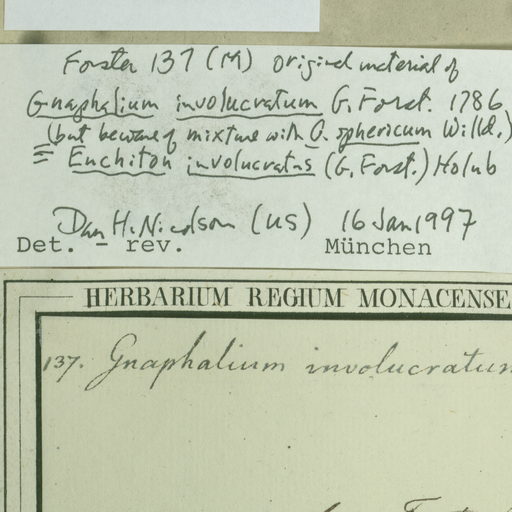 Forster 137 (M) original material of
Gnaphalium involucratum G. Forst. 1786
(but beware of mixture with G. sphericum Willd.)
≡ Euchiton involucratus (G. Forst.) Holub
Dan H. Nicolson (US) 16 Jan 1997
Det. - rev. München
HERBARIUM REGIUM MONACENSE
137. Gnaphalium involucratum